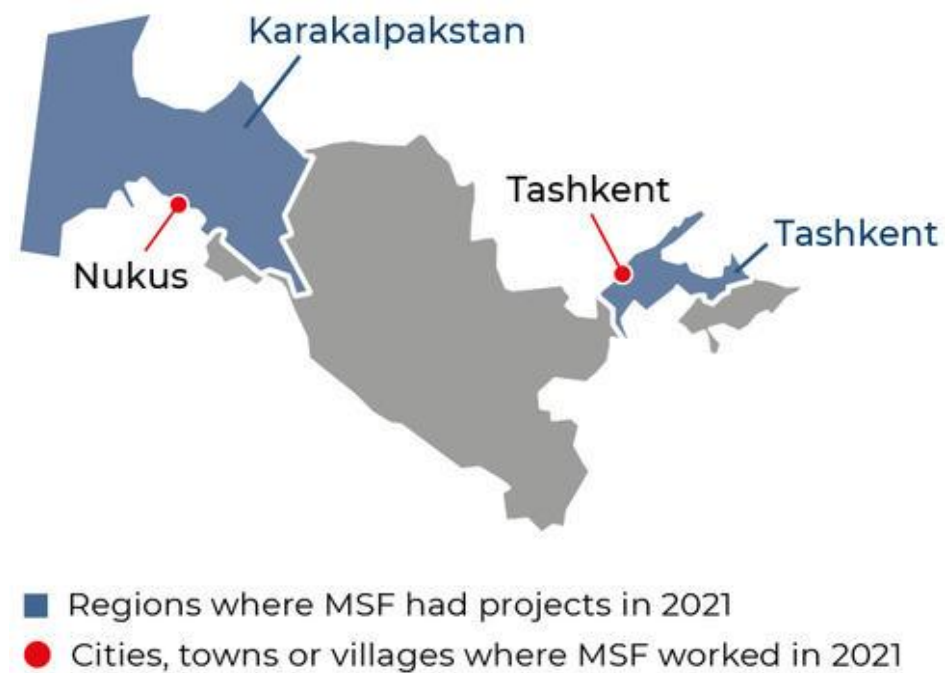 Karakalpakstan
Tashkent
Tashkent
Nukus
Regions where MSF had projects in 2021
Cities, towns or villages where MSF worked in 2021